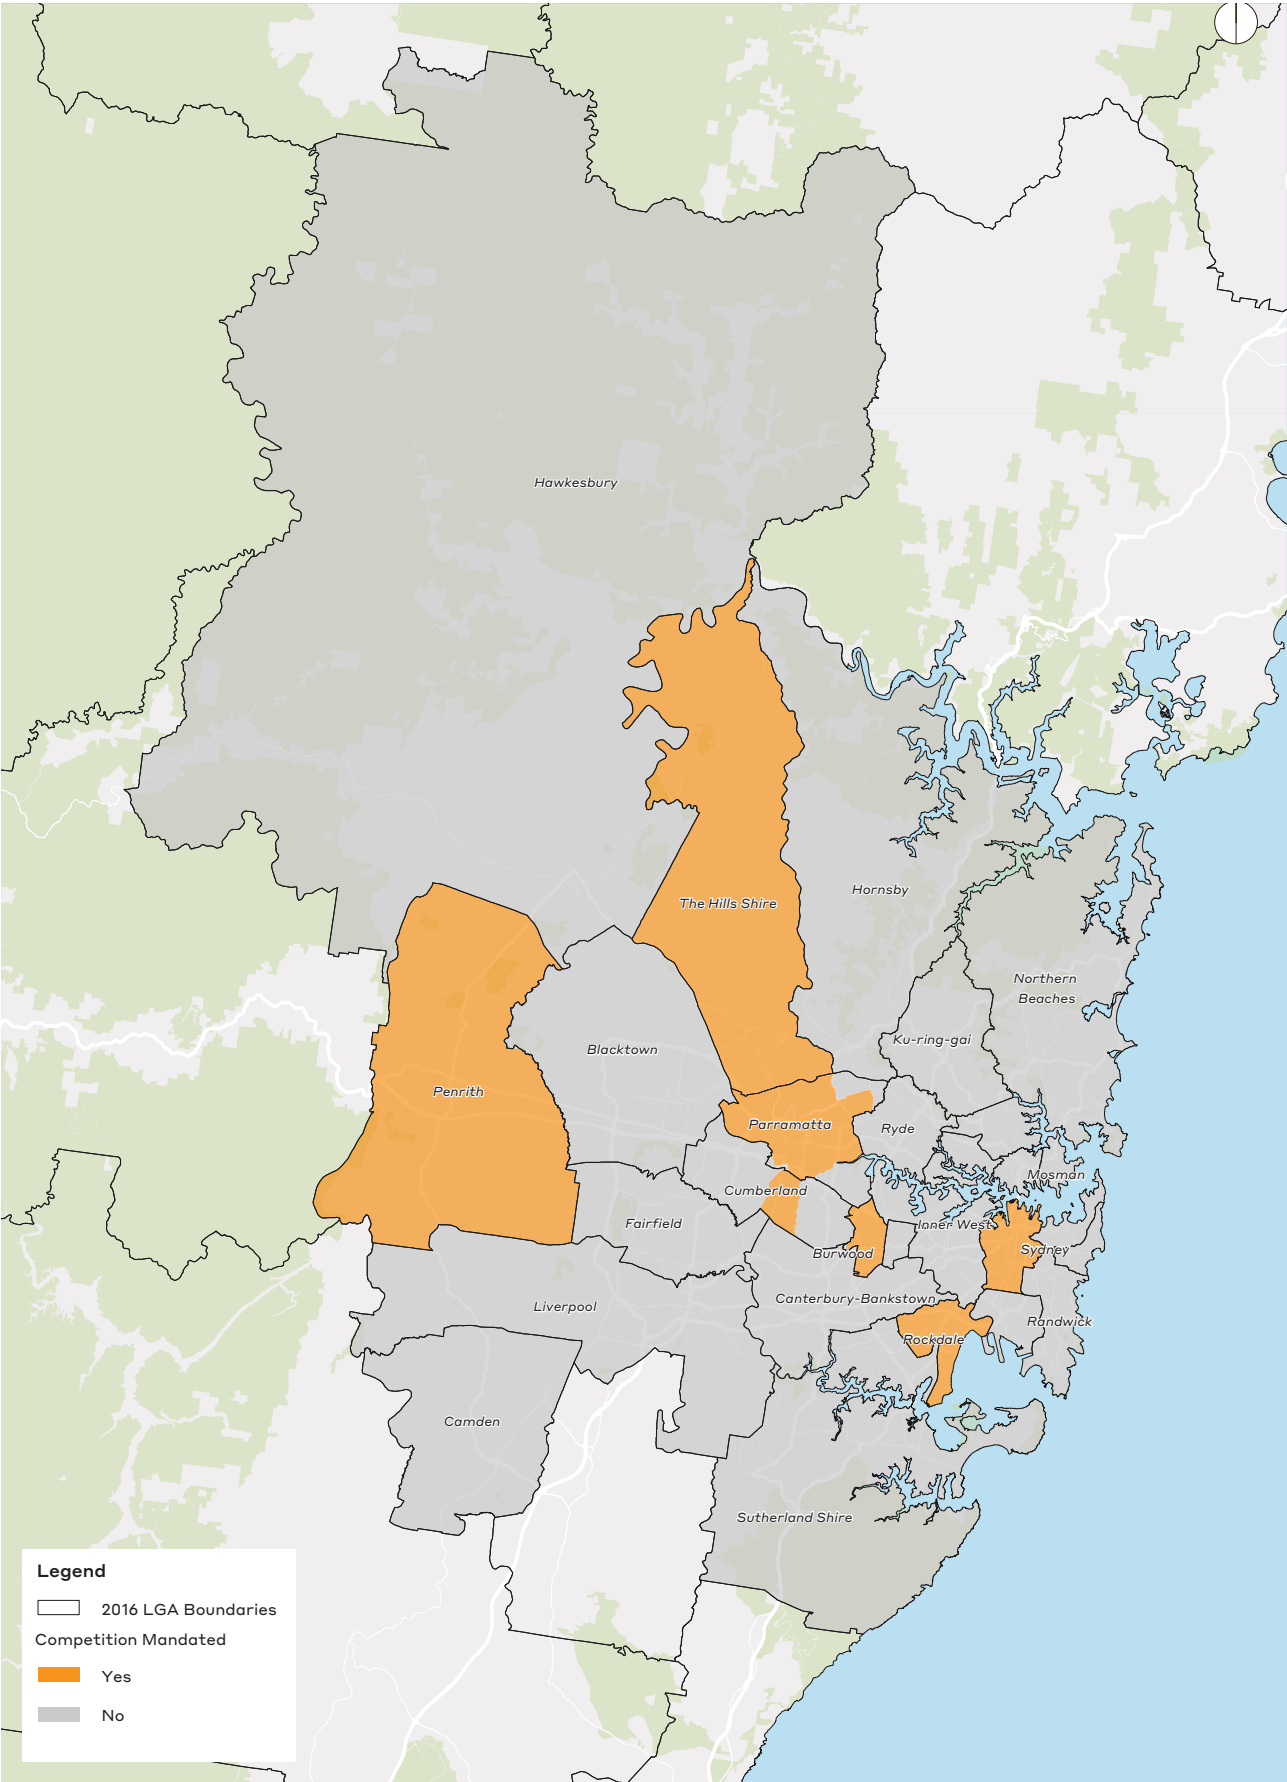 Hawkesbury
The Hills Shire
Hornsby
Northern
Beaches
Ku-ring-gai
Blacktown
Penrith
Parramatta
Ryde
Mosman
Cumberland
Fairfield
Inner West
Burwood
Sydney
Canterbury-Bankstown
Liverpool
Randwick
Rockdale
Camden
Sutherland Shire
Legend
2016 LGA Boundaries
Competition Mandated
Yes
No